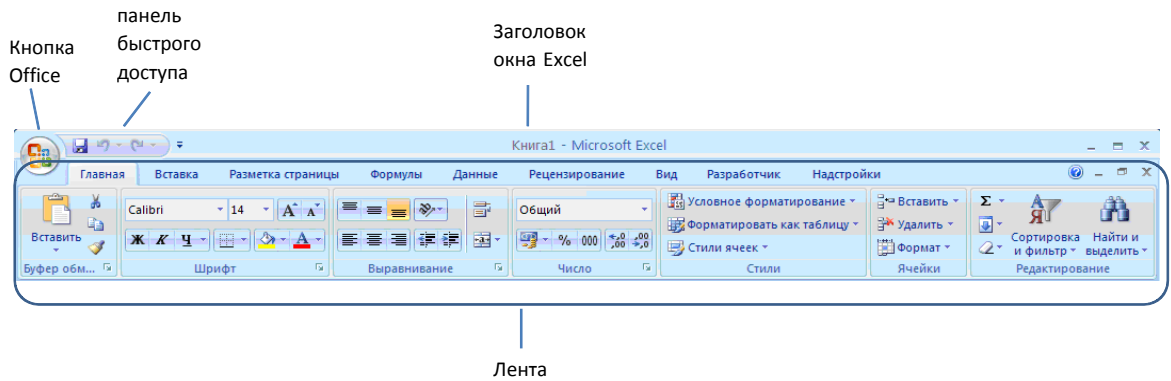 панель
быстрого
доступа
Кнопка
Office
Заголовок
окна Excel
Книга1 - Microsoft Excel
Главная Вставка Разметка страницы Формулы Данные Рецензирование Вид Разработчик Надстройки
Calibri 14 А А Общий Условное форматирование Вставить Σ
Форматировать как таблицу Удалить
Вставить Ж К Ч А % 000 Стили ячеек Формат Сортировка и фильтр Найти и выделить
Буфер обм... Шрифт Выравнивание Число Стили Ячейки Редактирование
Лента